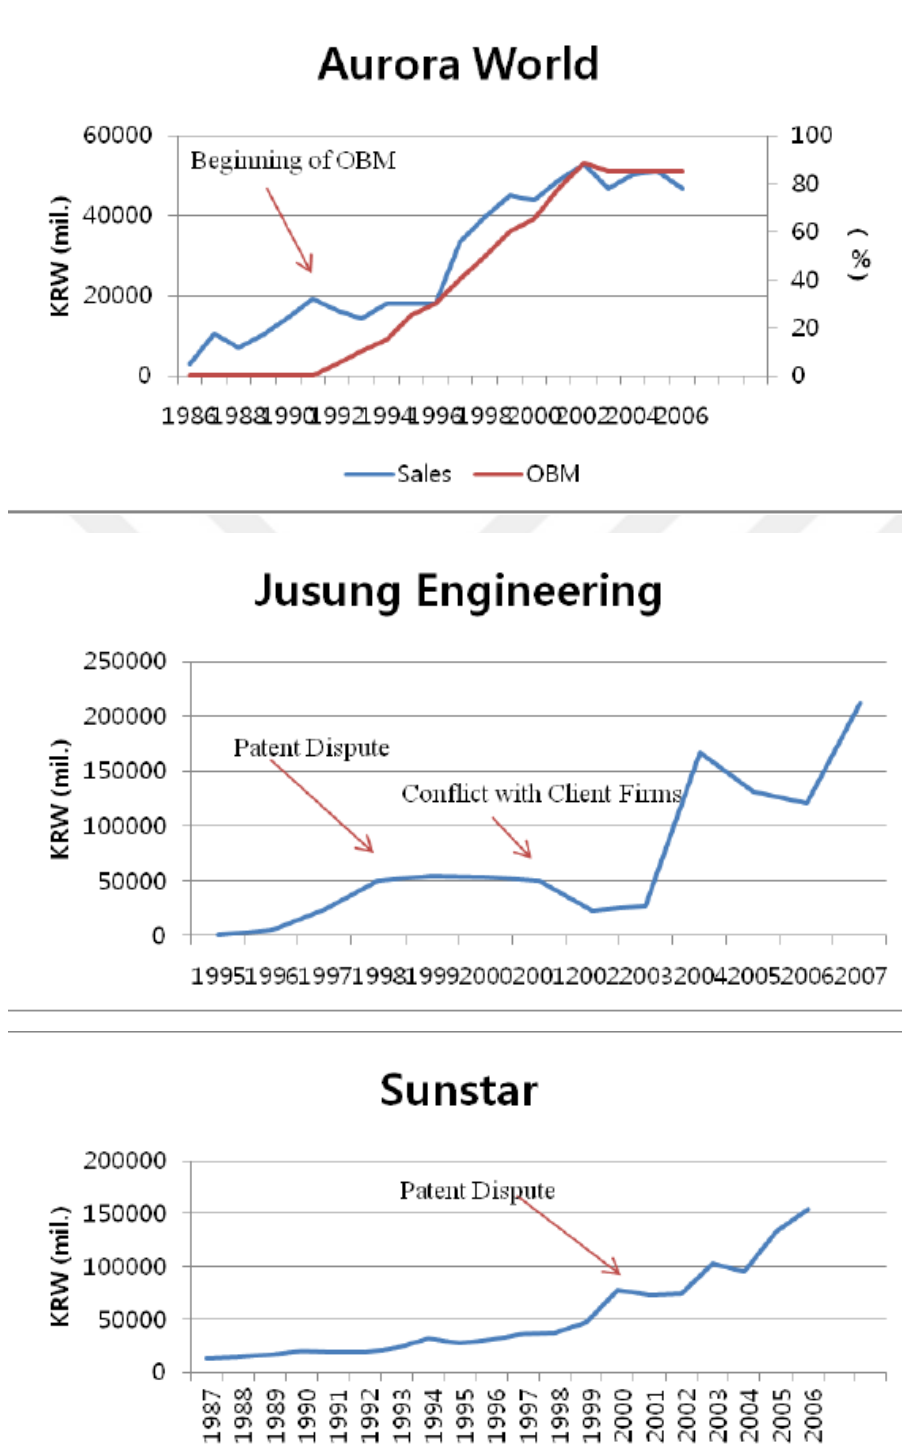 Aurora World
60000
40000
20000
0
KRW (mil.)
Beginning of OBM
100
80
60
40
20
0
( % )
1986 1988 1990 1992 1994 1996 1998 2000 2002 2004 2006
Sales OBM
Jusung Engineering
250000
200000
150000
100000
50000
0
KRW (mil.)
Patent Dispute
Conflict with Client Firms
1995 1996 1997 1998 1999 2000 2001 2002 2003 2004 2005 2006 2007
Sunstar
200000
150000
100000
50000
0
KRW (mil.)
Patent Dispute
1987 1988 1989 1990 1991 1992 1993 1994 1995 1996 1997 1998 1999 2000 2001 2002 2003 2004 2005 2006